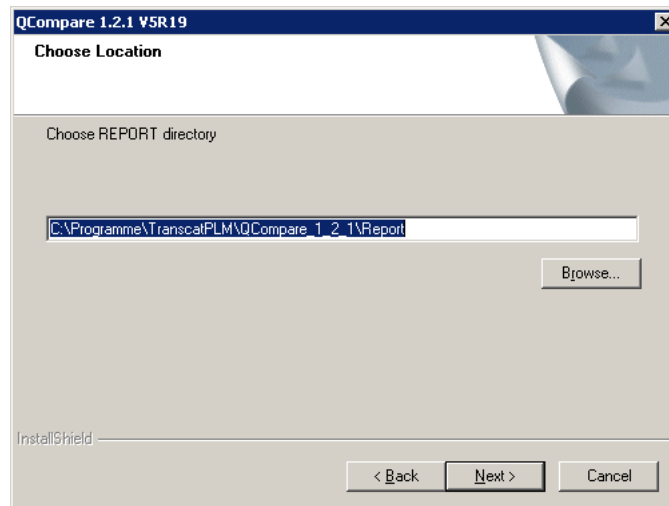 QCompare 1.2.1 V5R19
Choose Location
Choose REPORT directory
C:\Programme\TranscatPLM\QCompare_1_2_1\Report
Browse...
InstallShield
< Back
Next >
Cancel